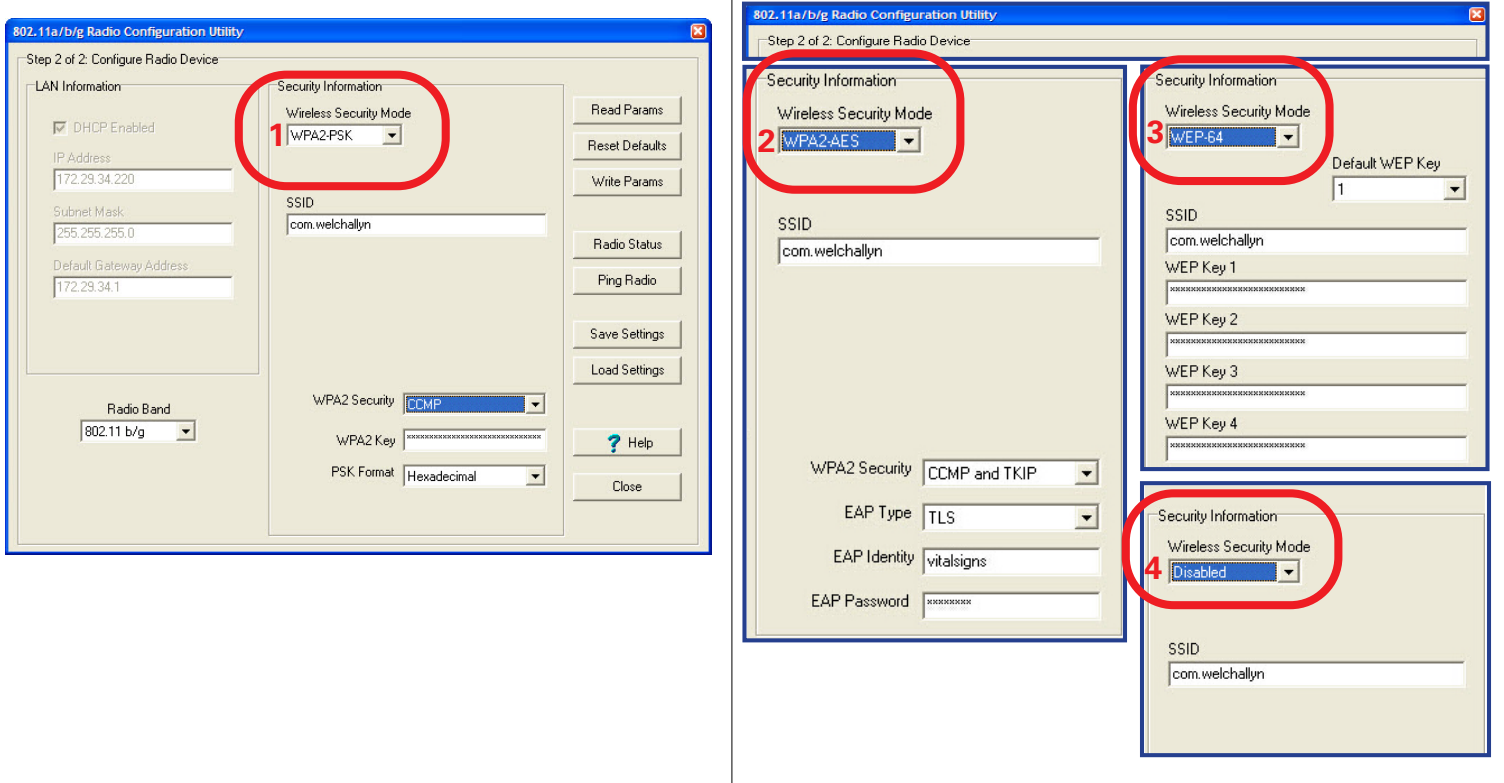 802.11a/b/g Radio Configuration Utility
Step 2 of 2: Configure Radio Device
LAN Information
DHCP Enabled
IP Address
172.29.34.220
Subnet Mask
255.255.255.0
Default Gateway Address
172.29.34.1
Radio Band
802.11 b/g
Security Information
Wireless Security Mode
1
WPA2-PSK
SSID
com.welchallyn
WPA2 Security CCMP
WPA2 Key ******************************
PSK Format Hexadecimal
Read Params
Reset Defaults
Write Params
Radio Status
Ping Radio
Save Settings
Load Settings
? Help
Close
802.11a/b/g Radio Configuration Utility
Step 2 of 2: Configure Radio Device
Security Information
Wireless Security Mode
2
WPA2-AES
SSID
com.welchallyn
WPA2 Security CCMP and TKIP
EAP Type TLS
EAP Identity vitalsigns
EAP Password ********
Security Information
Wireless Security Mode
3
WEP-64
Default WEP Key
1
SSID
com.welchallyn
WEP Key 1
**************************
WEP Key 2
**************************
WEP Key 3
**************************
WEP Key 4
**************************
Security Information
Wireless Security Mode
4
Disabled
SSID
com.welchallyn